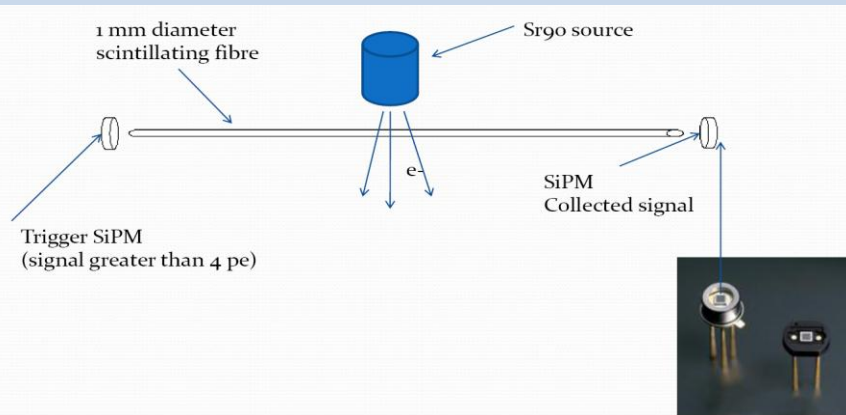 1 mm diameter
scintillating fibre
Sr90 source
e-
SiPM
Collected signal
Trigger SiPM
(signal greater than 4 pe)